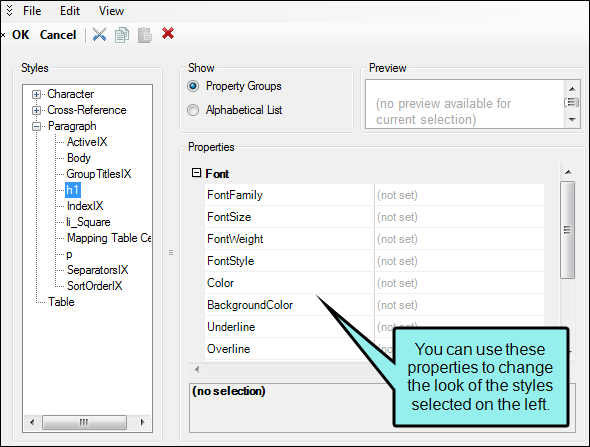 File Edit View
OK Cancel
Styles
Character
Cross-Reference
Paragraph
ActiveIX
Body
GroupTitlesIX
h1
IndexIX
li_Square
Mapping Table Ce
p
SeparatorsIX
SortOrderIX
Table
Show
Property Groups
Alphabetical List
Preview
(no preview available for
current selection)
Properties
Font
FontFamily (not set)
FontSize (not set)
FontWeight (not set)
FontStyle (not set)
Color (not set)
BackgroundColor (not set)
Underline (not set)
Overline
(no selection)
You can use these
properties to change
the look of the styles
selected on the left.